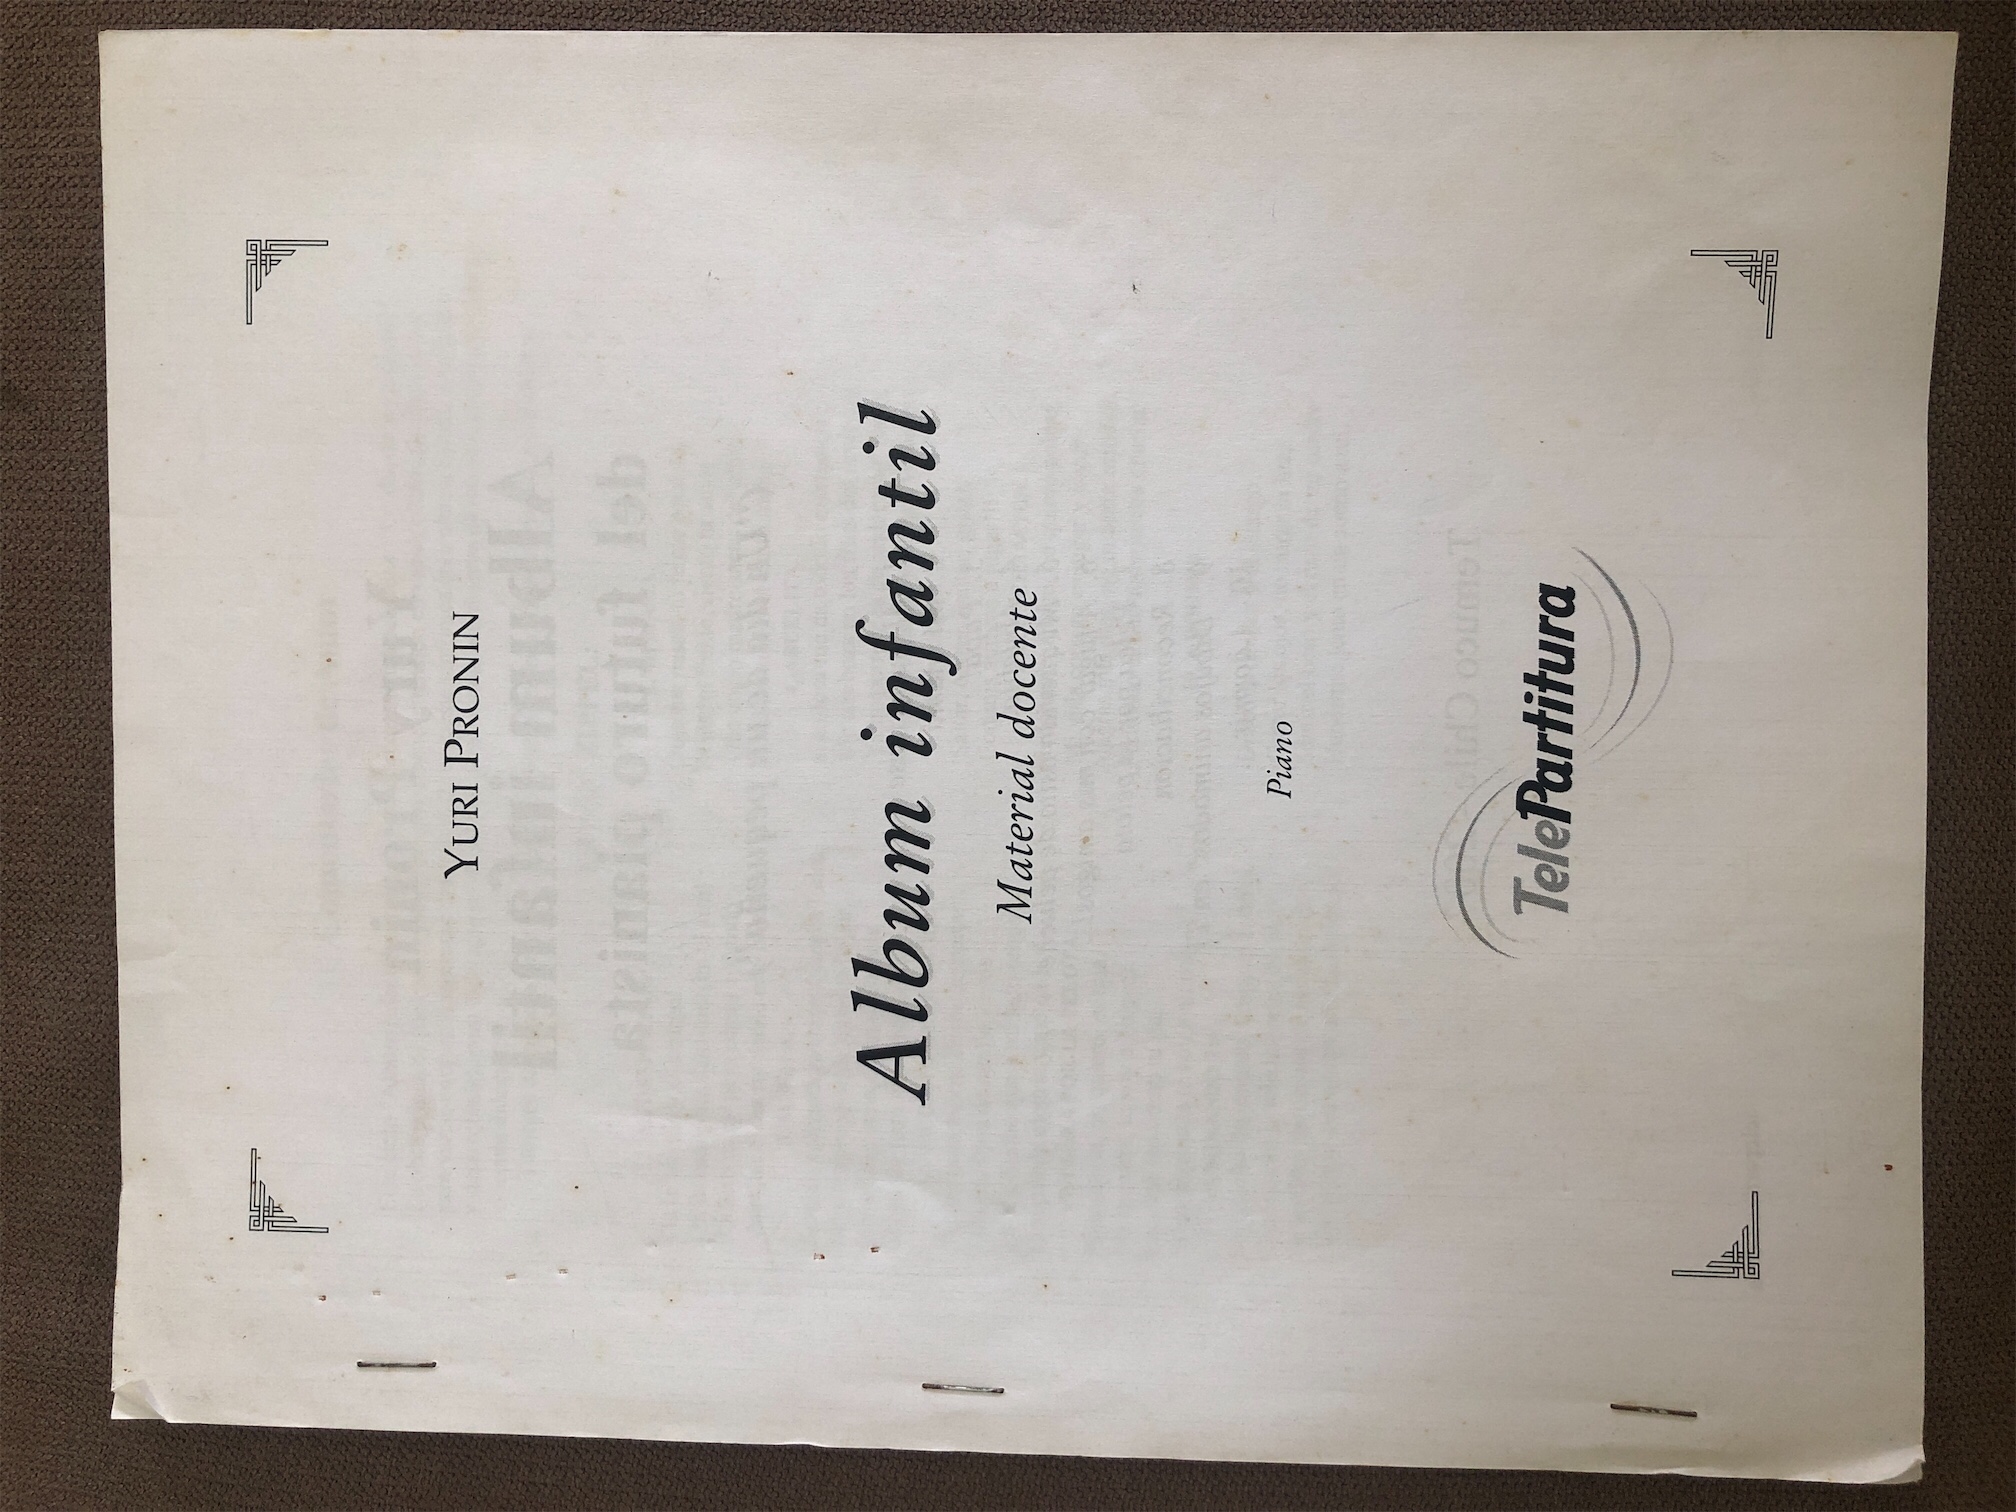 YURI PRONIN
Album infantil
Material docente
Piano
TelePartitura